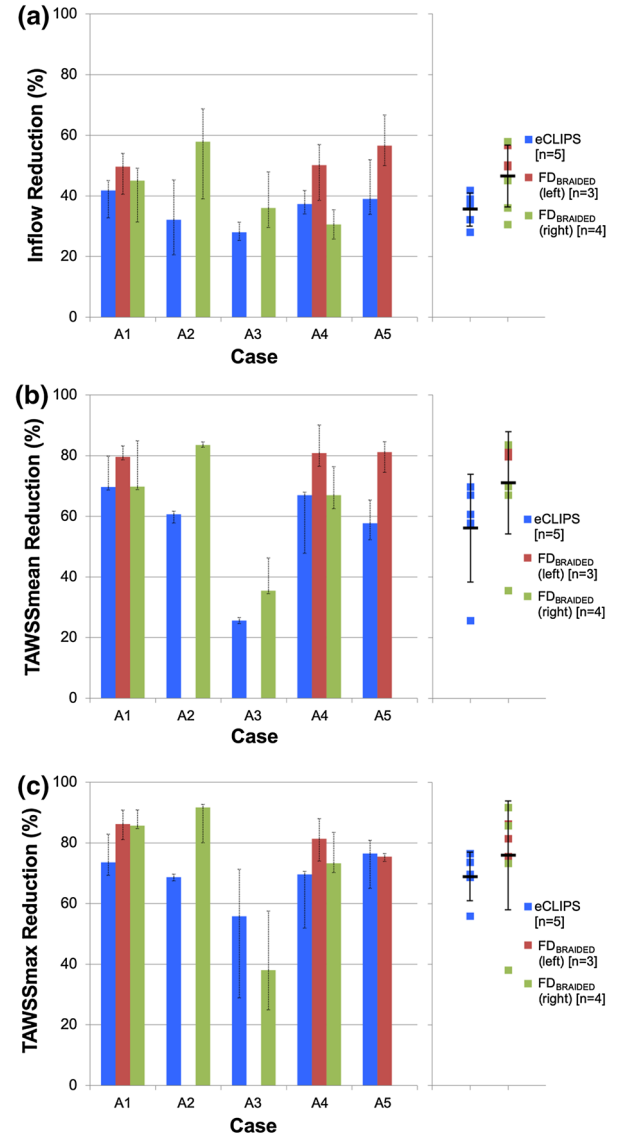 (a)
100
80
60
40
20
0
Inflow Reduction (%)
A1 A2 A3 A4 A5
Case
eCLIPS
[n=5]
FDBRAIDED
(left) [n=3]
FDBRAIDED
(right) [n=4]
(b)
100
80
60
40
20
0
TAWSSmean Reduction (%)
A1 A2 A3 A4 A5
Case
eCLIPS
[n=5]
FDBRAIDED
(left) [n=3]
FDBRAIDED
(right) [n=4]
(c)
100
80
60
40
20
0
TAWSSmax Reduction (%)
A1 A2 A3 A4 A5
Case
eCLIPS
[n=5]
FDBRAIDED
(left) [n=3]
FDBRAIDED
(right) [n=4]